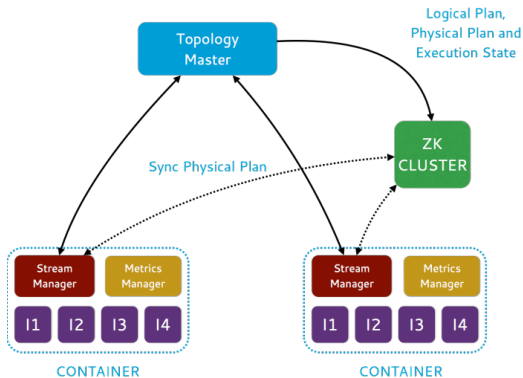 Logical Plan,
Physical Plan and
Execution State
Topology
Master
ZK
CLUSTER
Sync Physical Plan
Stream
Manager
Metrics
Manager
I1
I2
I3
I4
CONTAINER
Stream
Manager
Metrics
Manager
I1
I2
I3
I4
CONTAINER